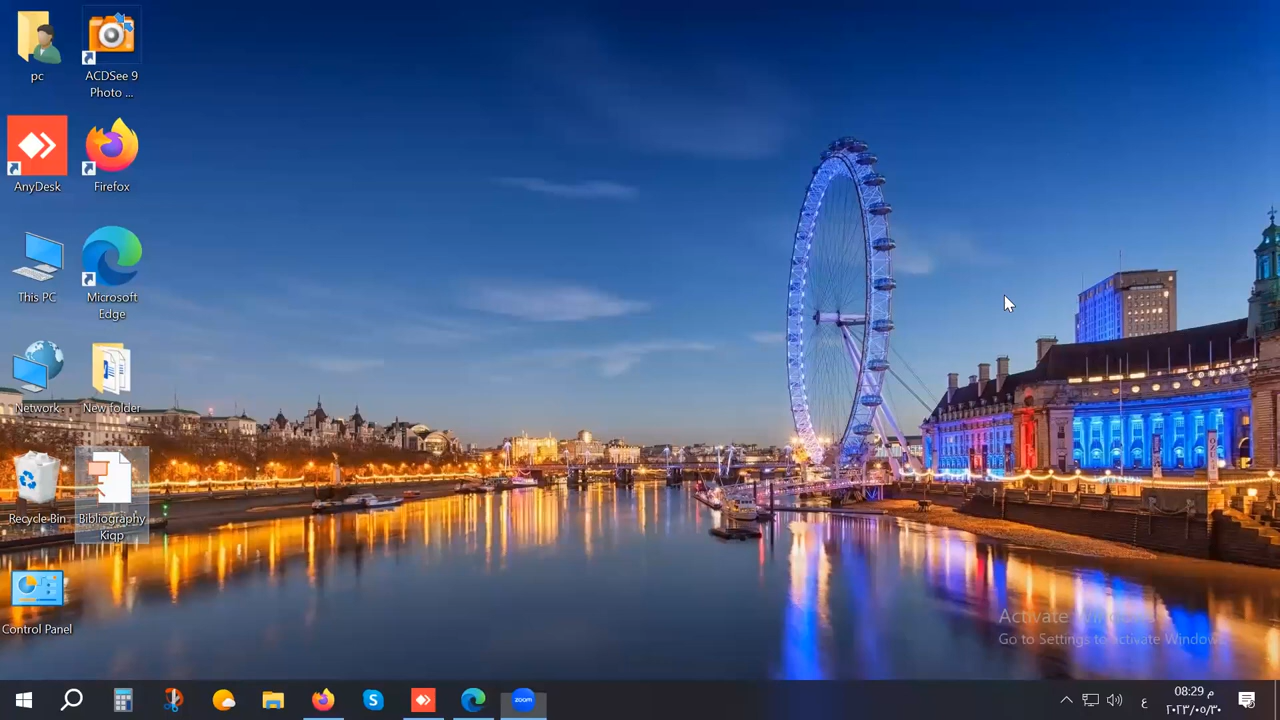 pc
ACDSee 9
Photo ...
AnyDesk
Firefox
This PC
Microsoft
Edge
Network
New folder
Recycle Bin
Bibliography
Kiqp
Control Panel
Activate Windows
Go to Settings to activate Windows.
zoom
ع
08:29 م
٢٠٢٣/٠٥/٣٠